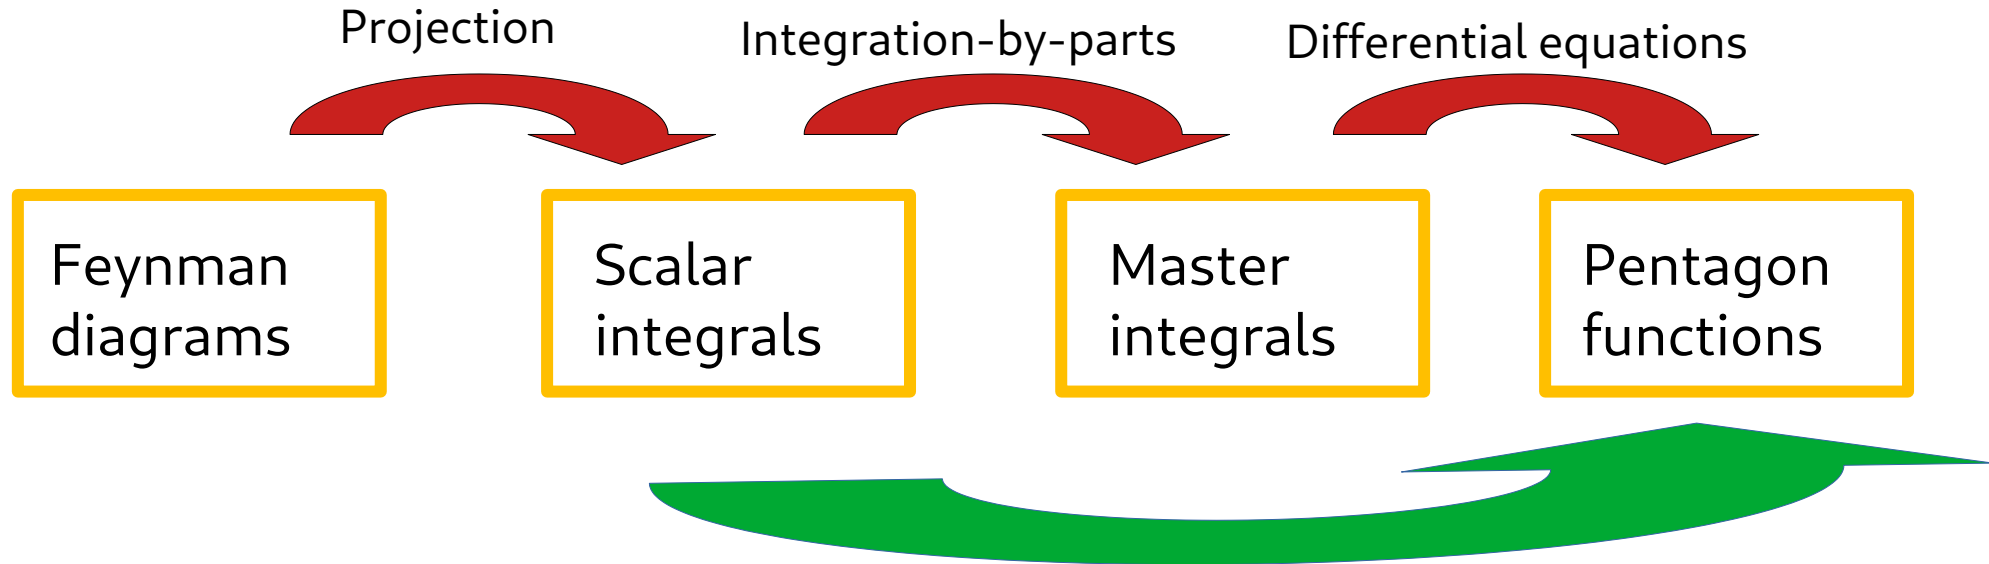 Projection
Integration-by-parts
Differential equations
Feynman
diagrams
Scalar
integrals
Master
integrals
Pentagon
functions